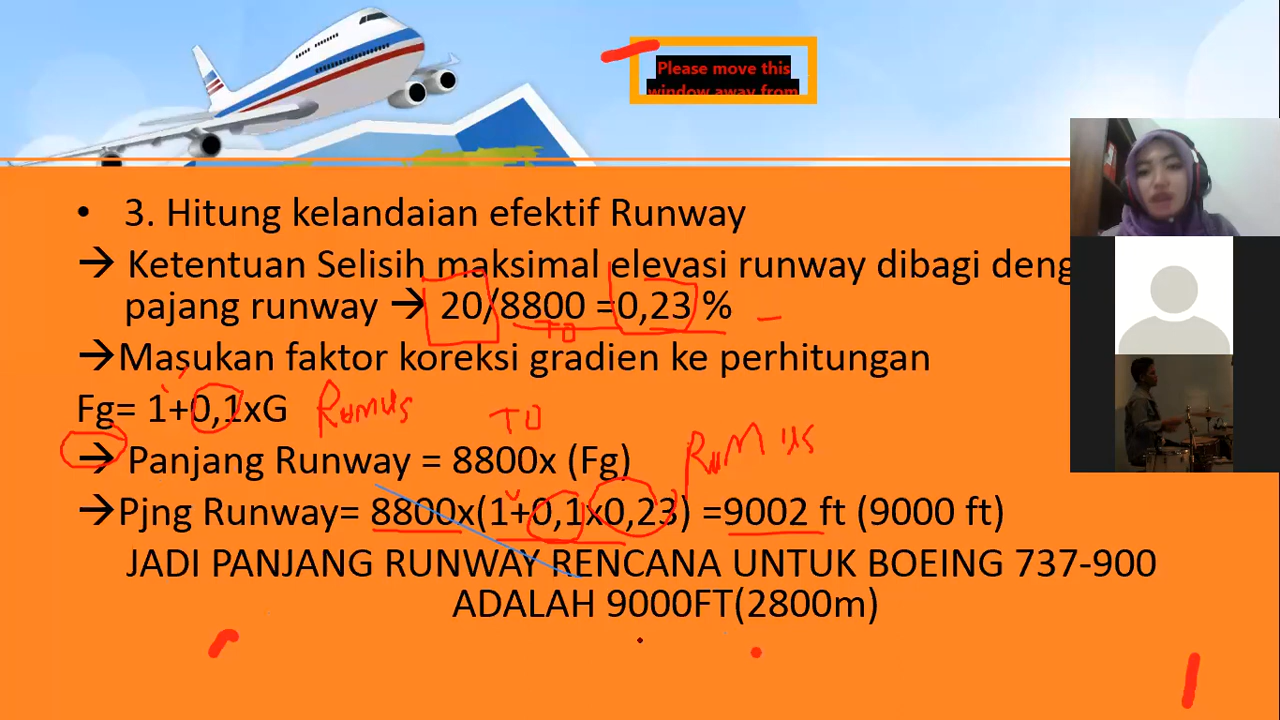 Please move this
window away from
• 3. Hitung kelandaian efektif Runway
→ Ketentuan Selisih maksimal elevasi runway dibagi deng
pajang runway → 20/8800 =0,23 %
TO
→Masukan faktor koreksi gradien ke perhitungan
Fg= 1+0,1xG Rumus
TO
→ Panjang Runway = 8800x (Fg) RuMus
→Pjng Runway= 8800x(1+0,1x0,23) =9002 ft (9000 ft)
JADI PANJANG RUNWAY RENCANA UNTUK BOEING 737-900
ADALAH 9000FT(2800m)